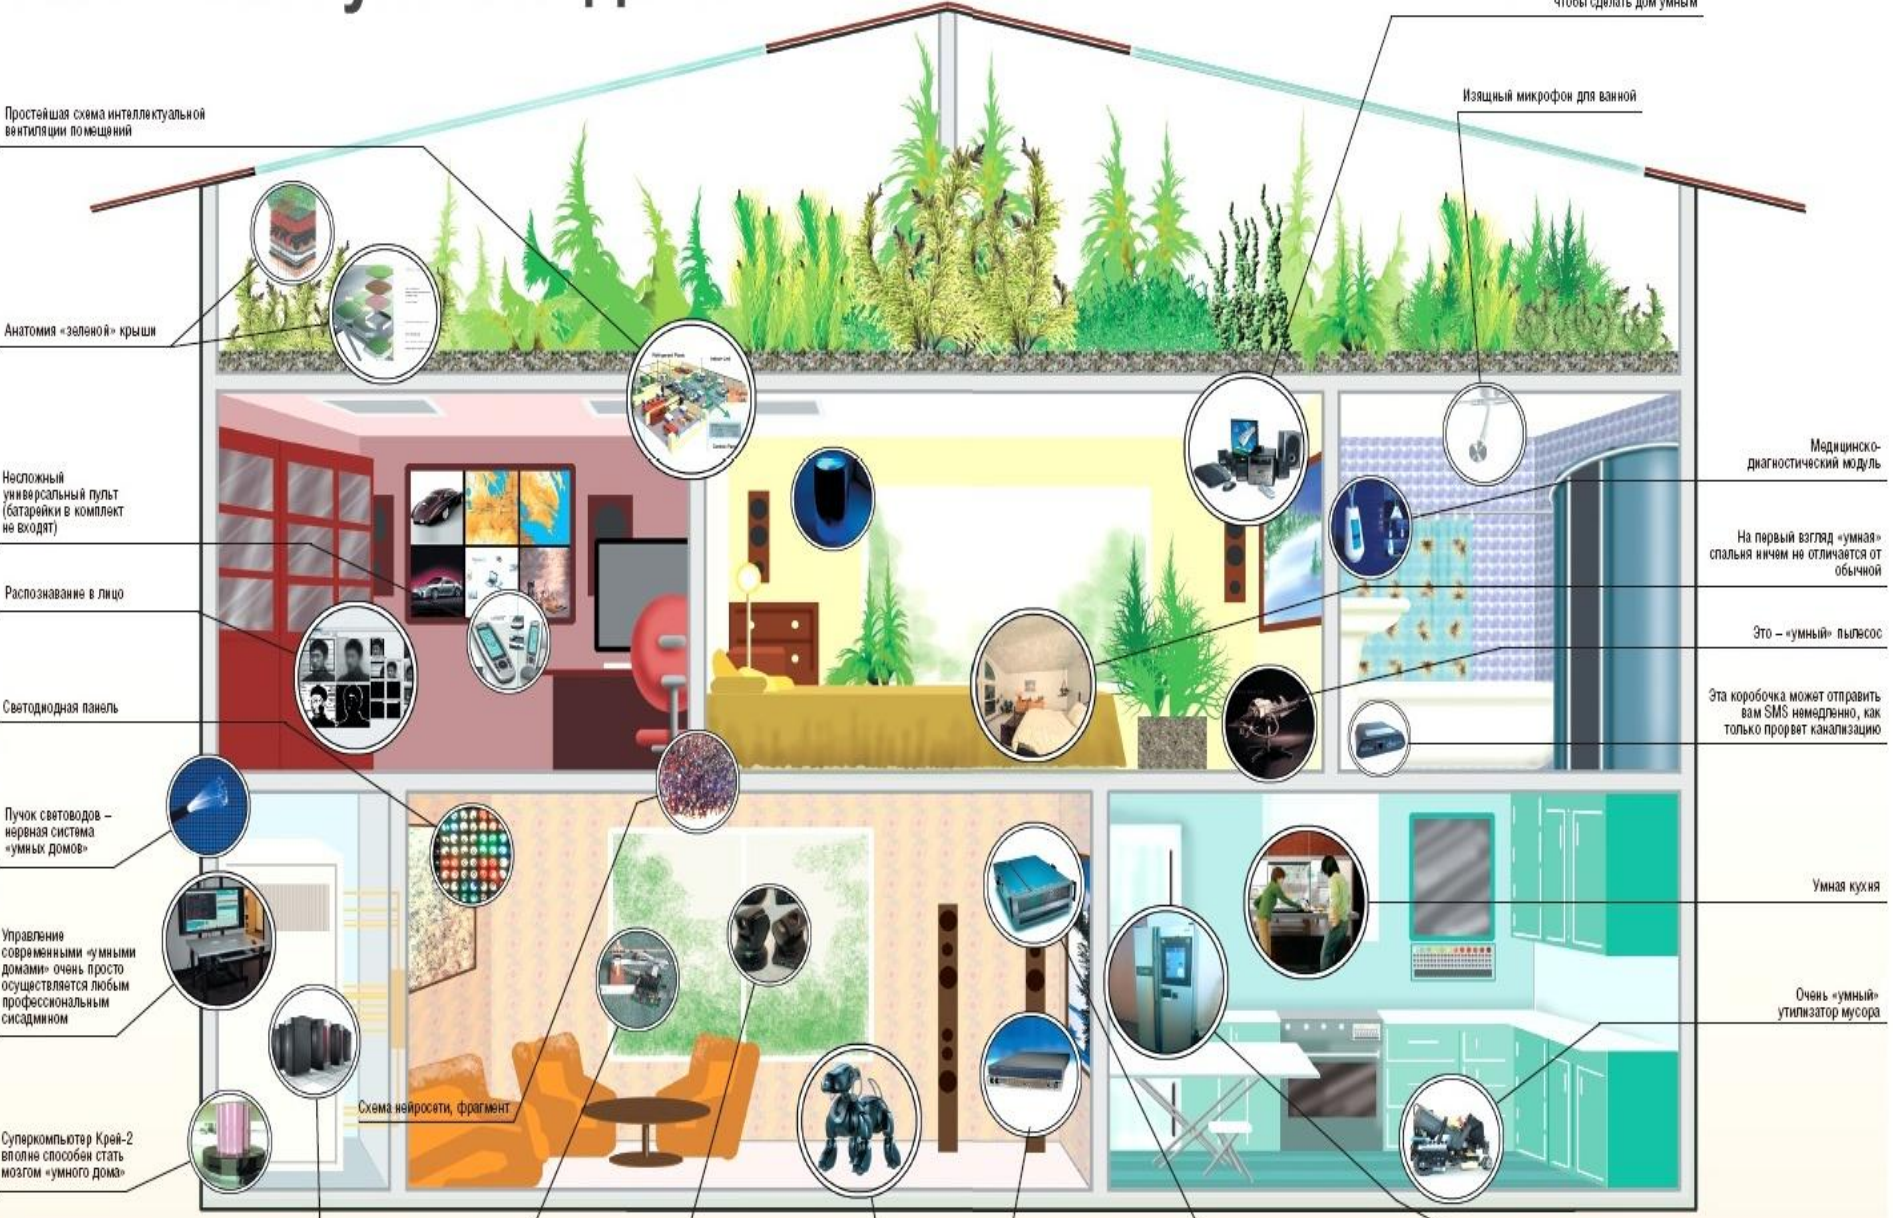 чтобы сделать дом умным
Изящный микрофон для ванной
Простейшая схема интеллектуальной
вентиляции помещений
Анатомия «зеленой» крыши
Несложный
универсальный пульт
(батарейки в комплект
не входят)
Распознавание в лицо
Светодиодная панель
Пучок световодов –
нервная система
«умных домов»
Управление
современными «умными
домами» очень просто
осуществляется любым
профессиональным
сисадмином
Суперкомпьютер Крей-2
вполне способен стать
мозгом «умного дома»
Схема нейросети, фрагмент
Медицинско-
диагностический модуль
На первый взгляд «умная»
спальня ничем не отличается от
обычной
Это – «умный» пылесос
Эта коробочка может отправить
вам SMS немедленно, как
только прорвет канализацию
Умная кухня
Очень «умный»
утилизатор мусора